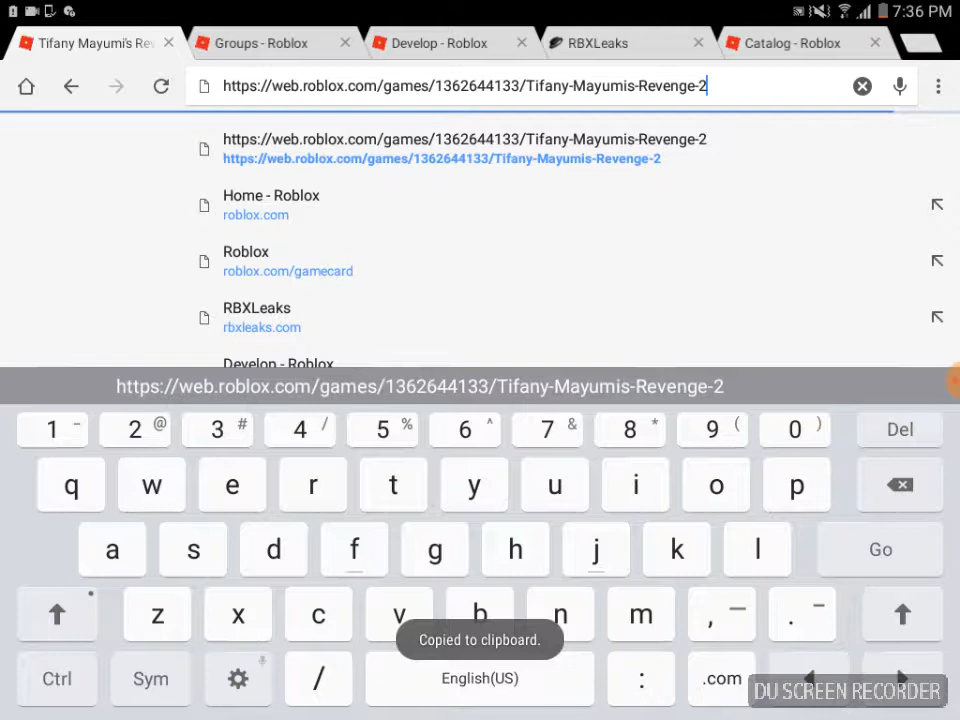 7:36 PM
Tifany Mayumi's Rev
Groups - Roblox
Develop - Roblox
RBXLeaks
Catalog - Roblox
https://web.roblox.com/games/1362644133/Tifany-Mayumis-Revenge-2
https://web.roblox.com/games/1362644133/Tifany-Mayumis-Revenge-2
https://web.roblox.com/games/1362644133/Tifany-Mayumis-Revenge-2
Home - Roblox
roblox.com
Roblox
roblox.com/gamecard
RBXLeaks
rbxleaks.com
Develop - Roblox
https://web.roblox.com/games/1362644133/Tifany-Mayumis-Revenge-2
1 - 2 @ 3 # 4 / 5 % 6 ^ 7 & 8 * 9 ( 0 ) Del
q w e r t y u i o p
a s d f g h j k l Go
z x c v b n m , .
Copied to clipboard.
Ctrl Sym / English(US) : .com
DU SCREEN RECORDER